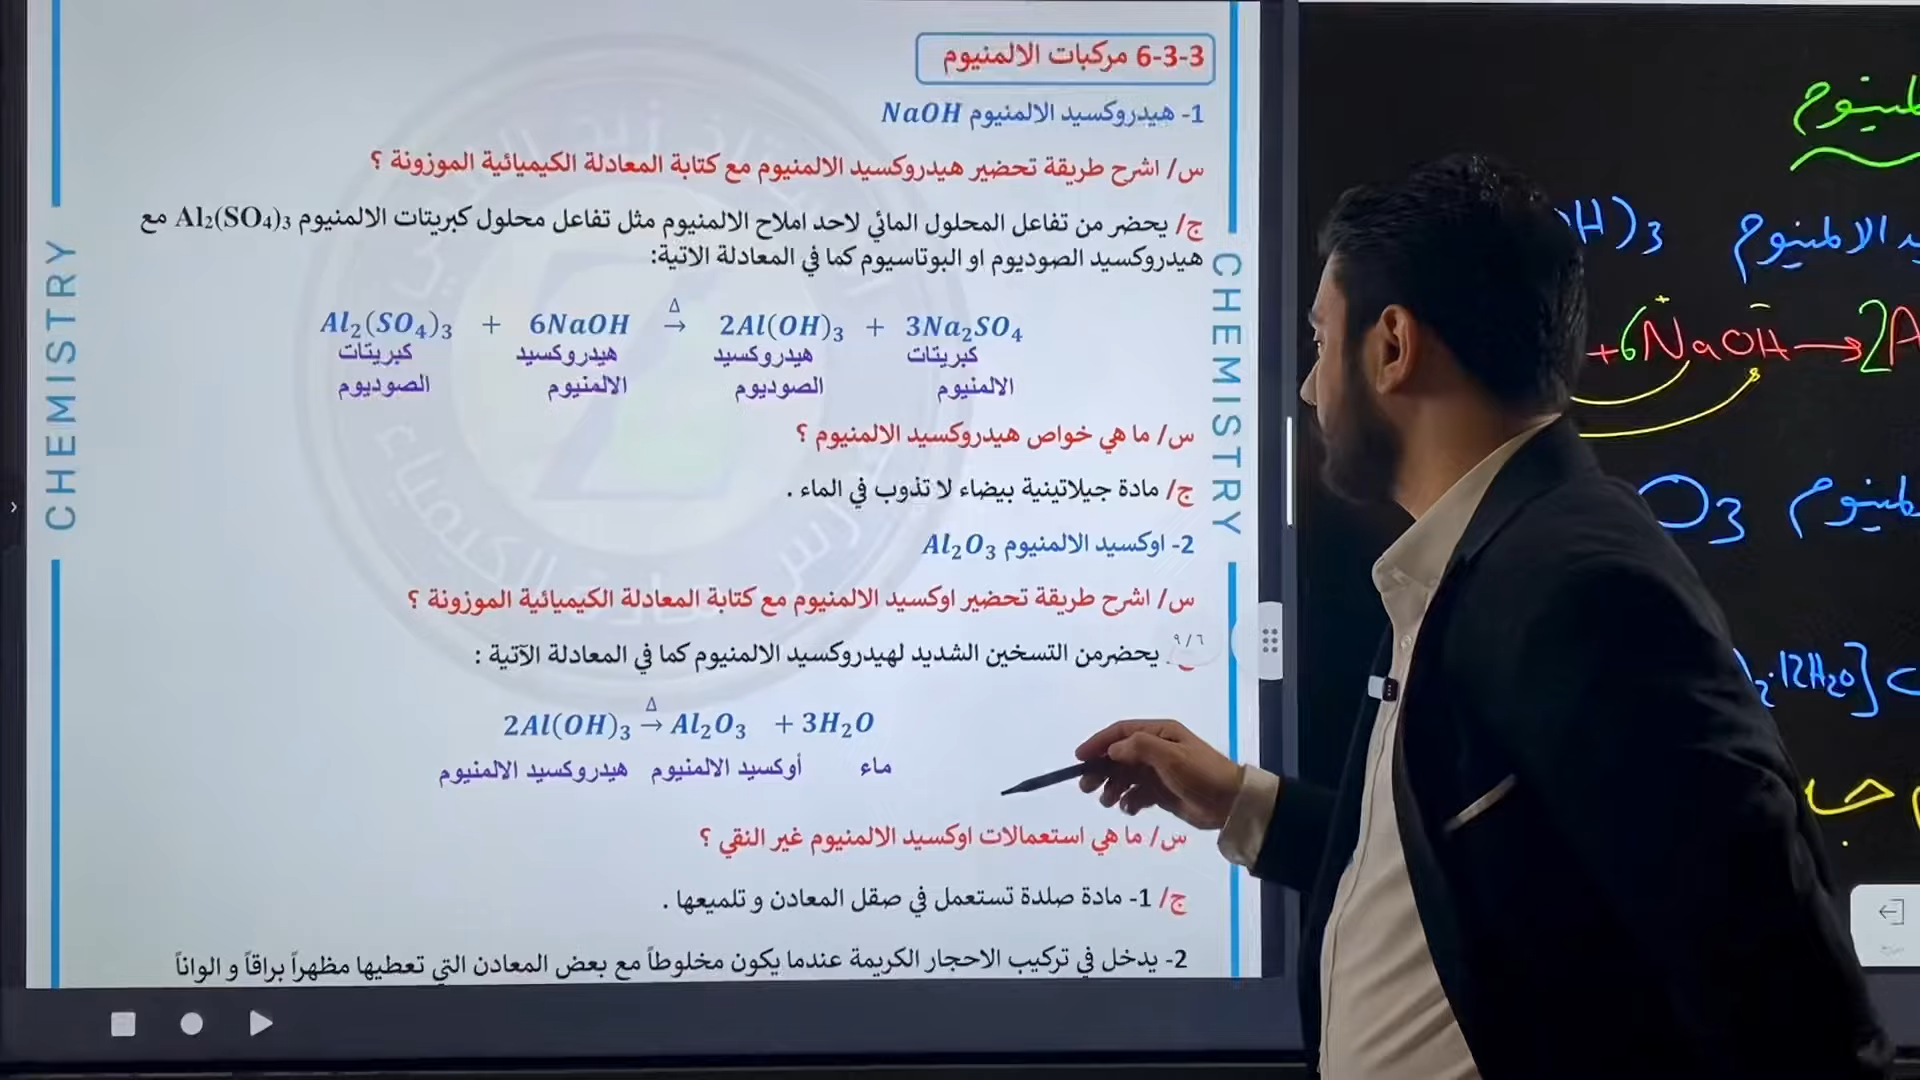 6-3-3 مركبات الالمنيوم
1- هيدروكسيد الالمنيوم NaOH
س/ اشرح طريقة تحضير هيدروكسيد الالمنيوم مع كتابة المعادلة الكيميائية الموزونة ؟
ج/ يحضر من تفاعل المحلول المائي لاحد املاح الالمنيوم مثل تفاعل محلول كبريتات الالمنيوم Al₂(SO₄)₃ مع
هيدروكسيد الصوديوم او البوتاسيوم كما في المعادلة الاتية:
Al₂(SO₄)₃ + 6NaOH →Δ 2Al(OH)₃ + 3Na₂SO₄
كبريتات هيدروكسيد هيدروكسيد كبريتات
الصوديوم الالمنيوم الصوديوم الالمنيوم
س/ ما هي خواص هيدروكسيد الالمنيوم ؟
ج/ مادة جيلاتينية بيضاء لا تذوب في الماء .
2- اوكسيد الالمنيوم Al₂O₃
س/ اشرح طريقة تحضير اوكسيد الالمنيوم مع كتابة المعادلة الكيميائية الموزونة ؟
٩/٦
يحضرمن التسخين الشديد لهيدروكسيد الالمنيوم كما في المعادلة الآتية :
2Al(OH)₃ →Δ Al₂O₃ + 3H₂O
هيدروكسيد الالمنيوم أوكسيد الالمنيوم ماء
س/ ما هي استعمالات اوكسيد الالمنيوم غير النقي ؟
ج/ 1- مادة صلدة تستعمل في صقل المعادن و تلميعها .
2- يدخل في تركيب الاحجار الكريمة عندما يكون مخلوطاً مع بعض المعادن التي تعطيها مظهراً براقاً و الواناً
CHEMISTRY
CHEMISTRY
H)₃ الالمنيوم
+6NaOH→2A
O₃
₂·12H₂O]